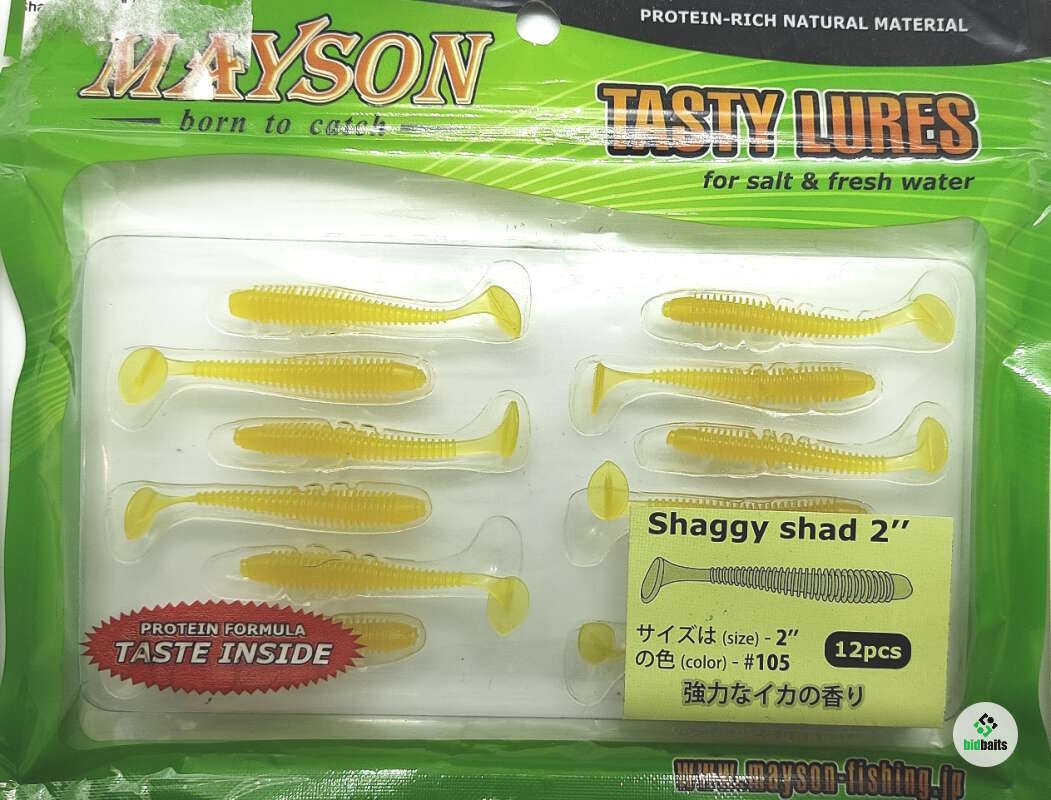 PROTEIN-RICH NATURAL MATERIAL
MAYSON
born to catch
TASTY LURES
for salt & fresh water
Shaggy shad 2’’
サイズは (size) - 2’’
の色 (color) - #105
12pcs
強力なイカの香り
PROTEIN FORMULA
TASTE INSIDE
bidbaits
www.mayson-fishing.jp